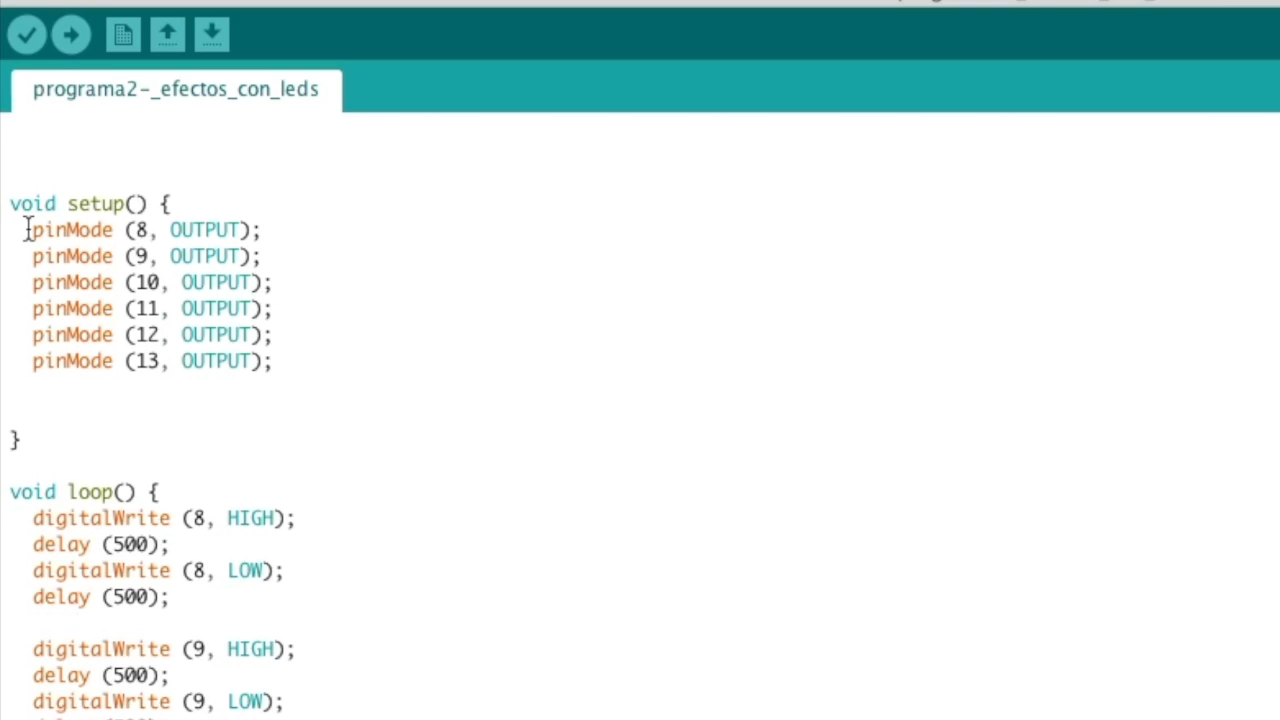 programa2-_efectos_con_leds
void setup() {
pinMode (8, OUTPUT);
pinMode (9, OUTPUT);
pinMode (10, OUTPUT);
pinMode (11, OUTPUT);
pinMode (12, OUTPUT);
pinMode (13, OUTPUT);
}
void loop() {
digitalWrite (8, HIGH);
delay (500);
digitalWrite (8, LOW);
delay (500);
digitalWrite (9, HIGH);
delay (500);
digitalWrite (9, LOW);